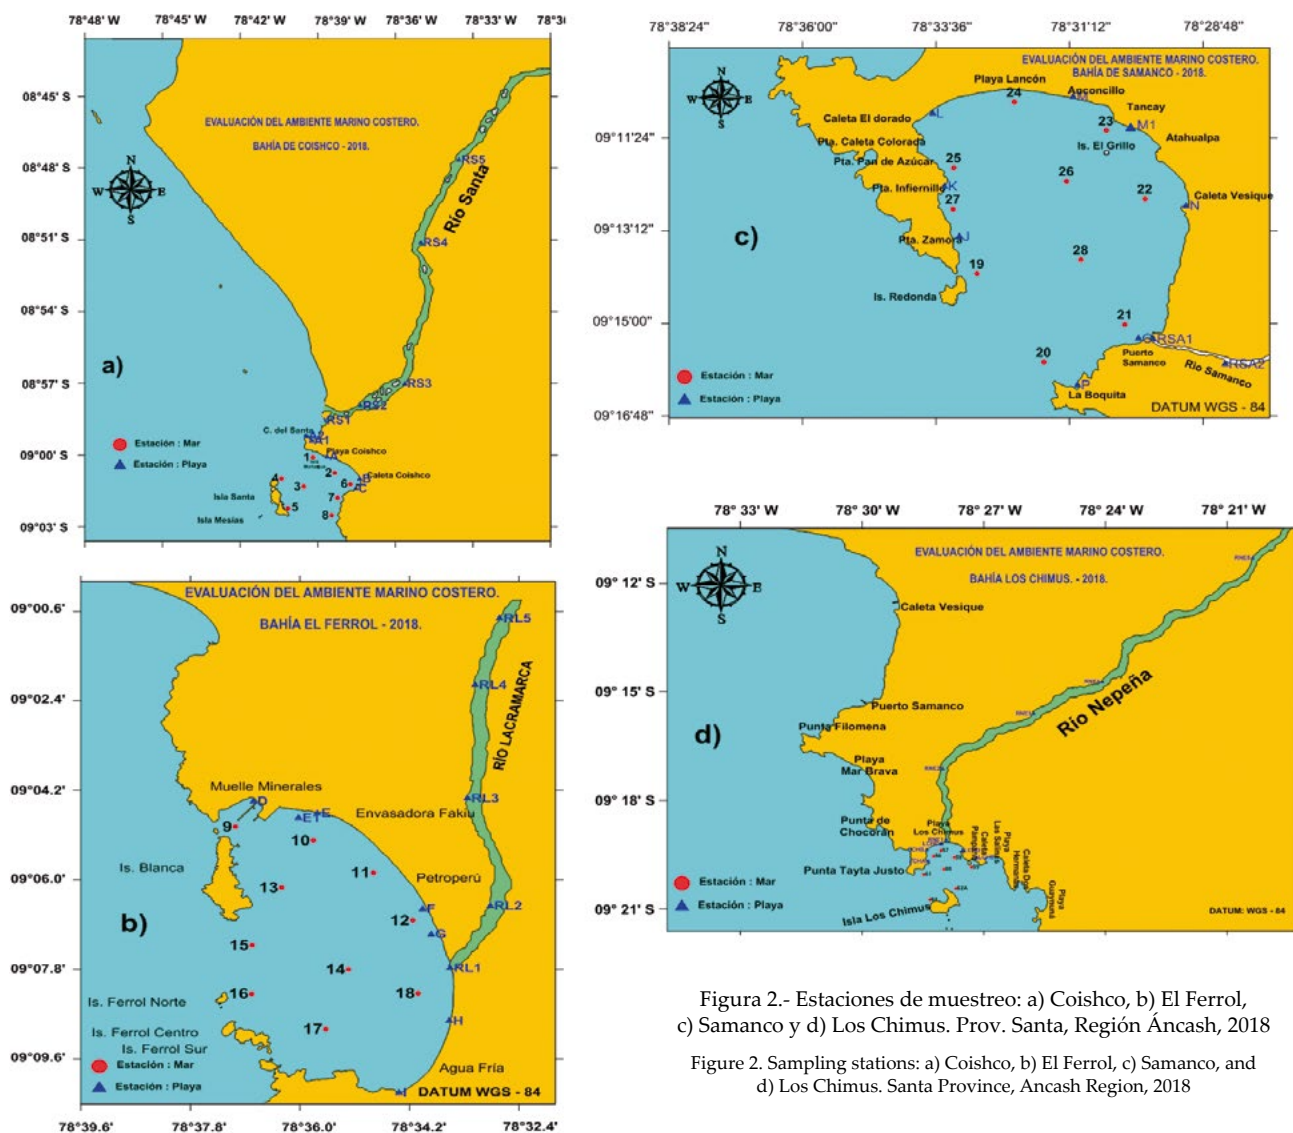 78°48' W
78°45' W
78°42' W
78°39' W
78°36' W
78°33' W
08°45' S
08°48' S
08°51' S
08°54' S
08°57' S
09°00' S
09°03' S
EVALUACIÓN DEL AMBIENTE MARINO COSTERO.
BAHÍA DE COISHCO - 2018.
N
W E
S
RS5
Río Santa
RS4
a)
RS3
RS2
RS1
C. del Santa
A1
Playa Coishco
A
Caleta Coishco
B
C
1
2
3
4
5
6
7
8
Isla Santa
Isla Mesías
Estación : Mar
Estación : Playa
09°00.6'
09°02.4'
09°04.2'
09°06.0'
09°07.8'
09°09.6'
EVALUACIÓN DEL AMBIENTE MARINO COSTERO.
BAHÍA EL FERROL - 2018.
RL5
RL4
RÍO LACRAMARCA
RL3
RL2
RL1
Muelle Minerales
D
E1
E
Envasadora Fakiú
9
10
11
Is. Blanca
Petroperú
13
12
F
G
b)
15
14
16
18
17
H
Is. Ferrol Norte
Is. Ferrol Centro
Is. Ferrol Sur
Agua Fría
I
Estación : Mar
Estación : Playa
DATUM WGS - 84
78°39.6'
78°37.8'
78°36.0'
78°34.2'
78°32.4'
78°38'24"
78°36'00"
78°33'36"
78°31'12"
78°28'48"
09°11'24"
09°13'12"
09°15'00"
09°16'48"
EVALUACIÓN DEL AMBIENTE MARINO COSTERO.
BAHÍA DE SAMANCO - 2018.
N
W E
S
Playa Lancón
24
Anconcillo
M
Tancay
M1
23
Atahualpa
Is. El Grillo
Caleta El dorado
L
Pta. Caleta Colorada
Pta. Pan de Azúcar
25
26
22
Pta. Infiernillo
K
Caleta Vesique
N
27
c)
Pta. Zamora
J
28
19
Is. Redonda
21
20
RSA1
Puerto
Samanco
Río Samanco
RSA2
P
La Boquita
Estación : Mar
Estación : Playa
DATUM WGS - 84
78°33' W
78°30' W
78°27' W
78°24' W
78°21' W
09° 12' S
09° 15' S
09° 18' S
09° 21' S
EVALUACIÓN DEL AMBIENTE MARINO COSTERO.
BAHÍA LOS CHIMUS. - 2018.
N
W E
S
Caleta Vesique
Puerto Samanco
Punta Filomena
d)
Río Nepeña
Playa
Mar Brava
Punta de
Chocorán
Playa
Los Chimus
Punta Tayta Justo
Isla Los Chimus
Estación : Mar
Estación : Playa
DATUM: WGS - 84
Figura 2.- Estaciones de muestreo: a) Coishco, b) El Ferrol,
c) Samanco y d) Los Chimus. Prov. Santa, Región Áncash, 2018
Figure 2. Sampling stations: a) Coishco, b) El Ferrol, c) Samanco, and
d) Los Chimus. Santa Province, Ancash Region, 2018